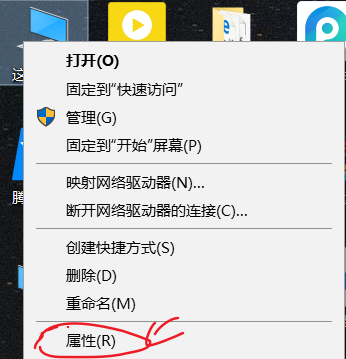 这
腾
打开(O)
固定到"快速访问"
管理(G)
固定到"开始"屏幕(P)
映射网络驱动器(N)...
断开网络驱动器的连接(C)...
创建快捷方式(S)
删除(D)
重命名(M)
属性(R)